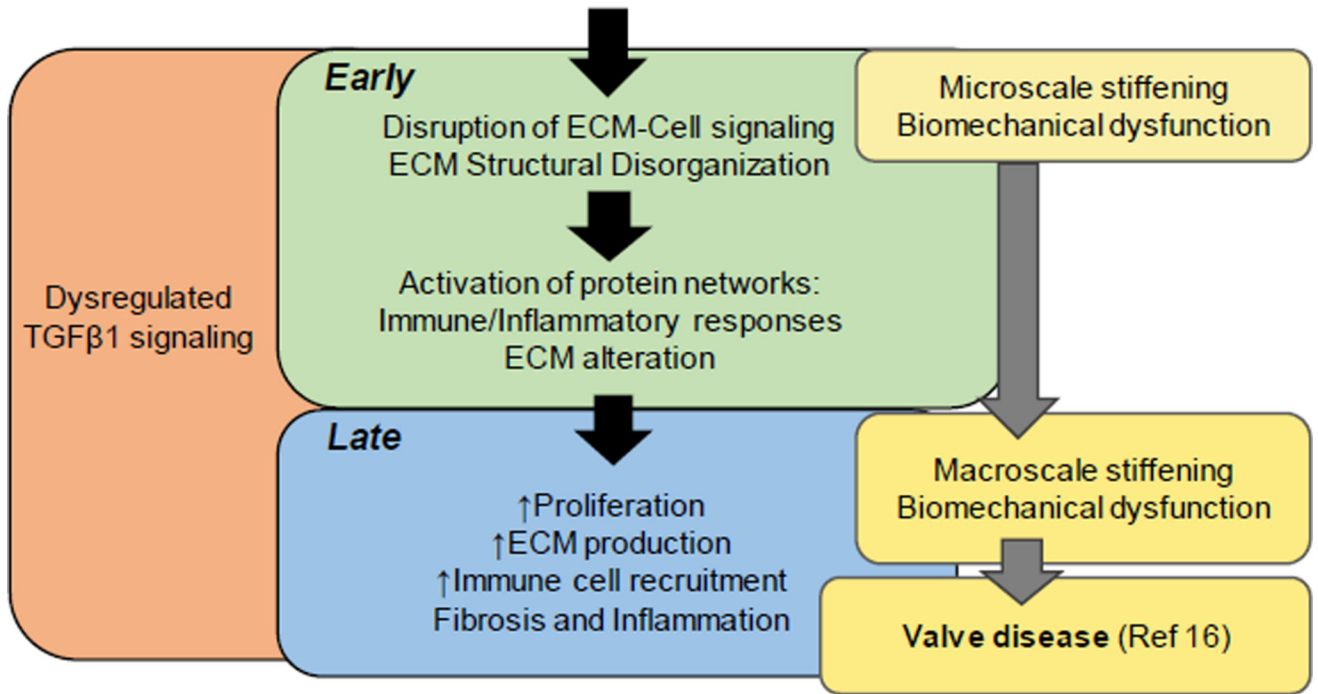 Early
Disruption of ECM-Cell signaling
ECM Structural Disorganization
Microscale stiffening
Biomechanical dysfunction
Dysregulated
TGFβ1 signaling
Activation of protein networks:
Immune/Inflammatory responses
ECM alteration
Late
↑Proliferation
↑ECM production
↑Immune cell recruitment
Fibrosis and Inflammation
Macroscale stiffening
Biomechanical dysfunction
Valve disease (Ref 16)